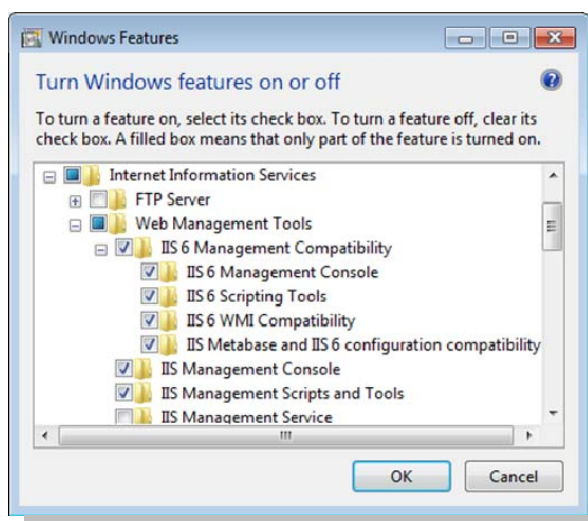 Windows Features
Turn Windows features on or off
To turn a feature on, select its check box. To turn a feature off, clear its
check box. A filled box means that only part of the feature is turned on.
Internet Information Services
FTP Server
Web Management Tools
IIS 6 Management Compatibility
IIS 6 Management Console
IIS 6 Scripting Tools
IIS 6 WMI Compatibility
IIS Metabase and IIS 6 configuration compatibility
IIS Management Console
IIS Management Scripts and Tools
IIS Management Service
OK Cancel